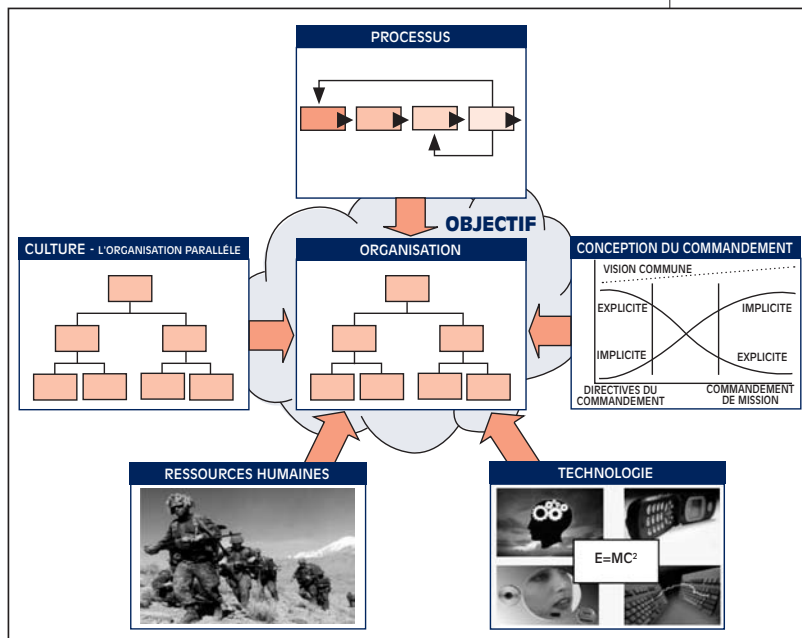 PROCESSUS
OBJECTIF
CULTURE - L'ORGANISATION PARALLÈLE
ORGANISATION
CONCEPTION DU COMMANDEMENT
VISION COMMUNE
EXPLICITE
IMPLICITE
IMPLICITE
EXPLICITE
DIRECTIVES DU
COMMANDEMENT
COMMANDEMENT
DE MISSION
RESSOURCES HUMAINES
TECHNOLOGIE
E=MC²